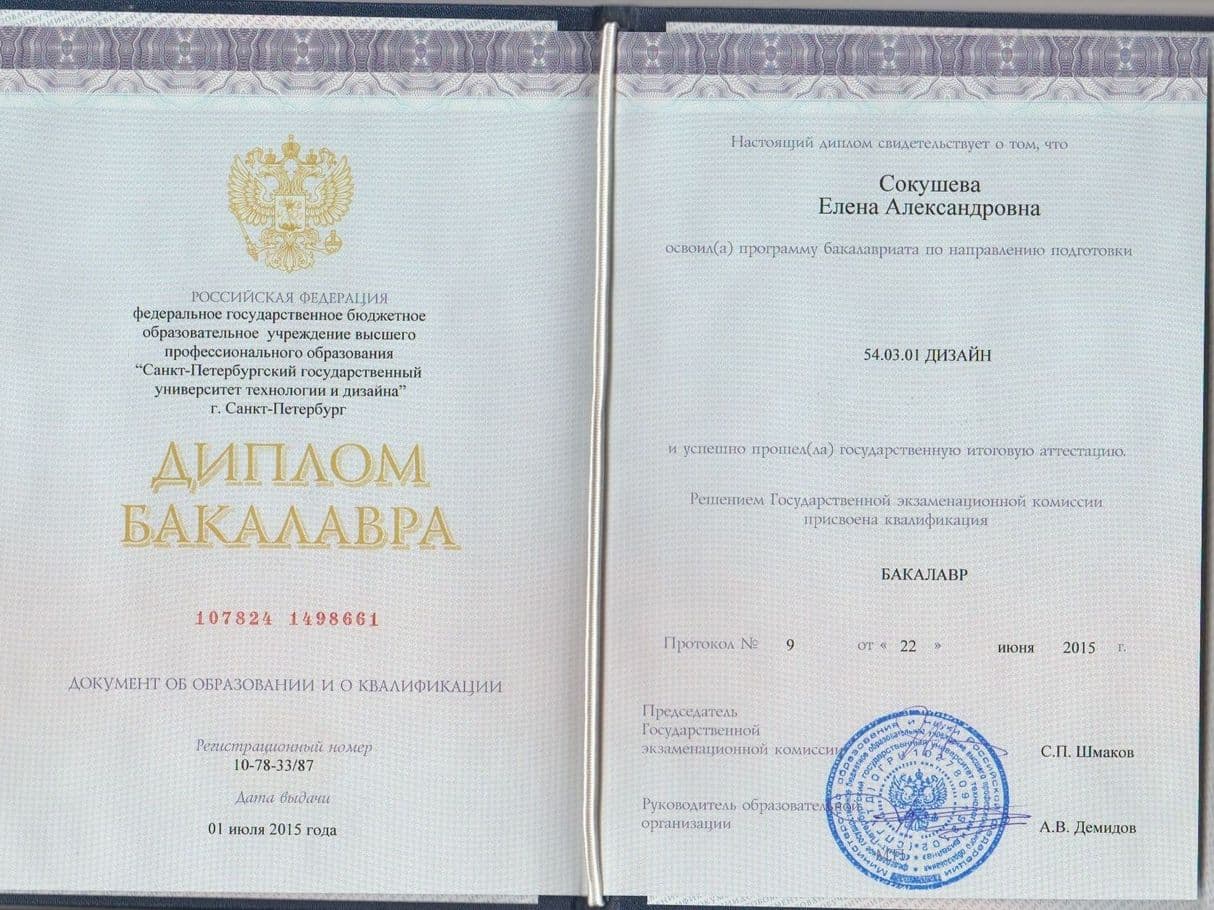 РОССИЙСКАЯ ФЕДЕРАЦИЯ
федеральное государственное бюджетное
образовательное учреждение высшего
профессионального образования
“Санкт-Петербургский государственный
университет технологии и дизайна”
г. Санкт-Петербург
ДИПЛОМ
БАКАЛАВРА
107824 1498661
ДОКУМЕНТ ОБ ОБРАЗОВАНИИ И О КВАЛИФИКАЦИИ
Регистрационный номер
10-78-33/87
Дата выдачи
01 июля 2015 года
Настоящий диплом свидетельствует о том, что
Сокушева
Елена Александровна
освоил(а) программу бакалавриата по направлению подготовки
54.03.01 ДИЗАЙН
и успешно прошел(ла) государственную итоговую аттестацию.
Решением Государственной экзаменационной комиссии
присвоена квалификация
БАКАЛАВР
Протокол № 9 от « 22 » июня 2015 г.
Председатель
Государственной
экзаменационной комиссии
С.П. Шмаков
Руководитель образовательной
организации
А.В. Демидов